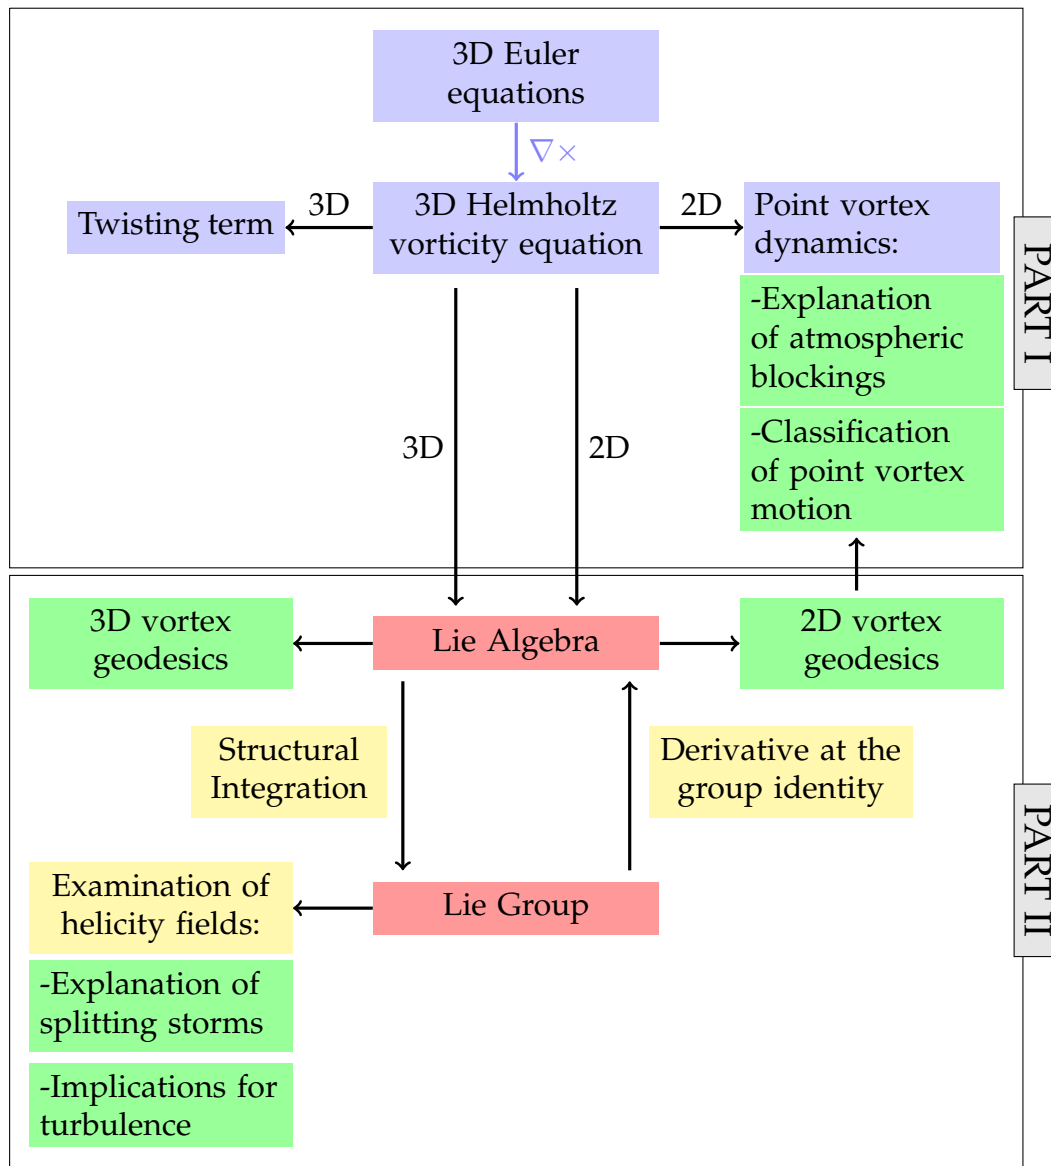 3D Euler
equations
∇×
Twisting term
3D
3D Helmholtz
vorticity equation
2D
Point vortex
dynamics:
-Explanation
of atmospheric
blockings
-Classification
of point vortex
motion
PART I
3D
2D
3D vortex
geodesics
Lie Algebra
2D vortex
geodesics
Structural
Integration
Derivative at the
group identity
PART II
Examination of
helicity fields:
Lie Group
-Explanation of
splitting storms
-Implications for
turbulence